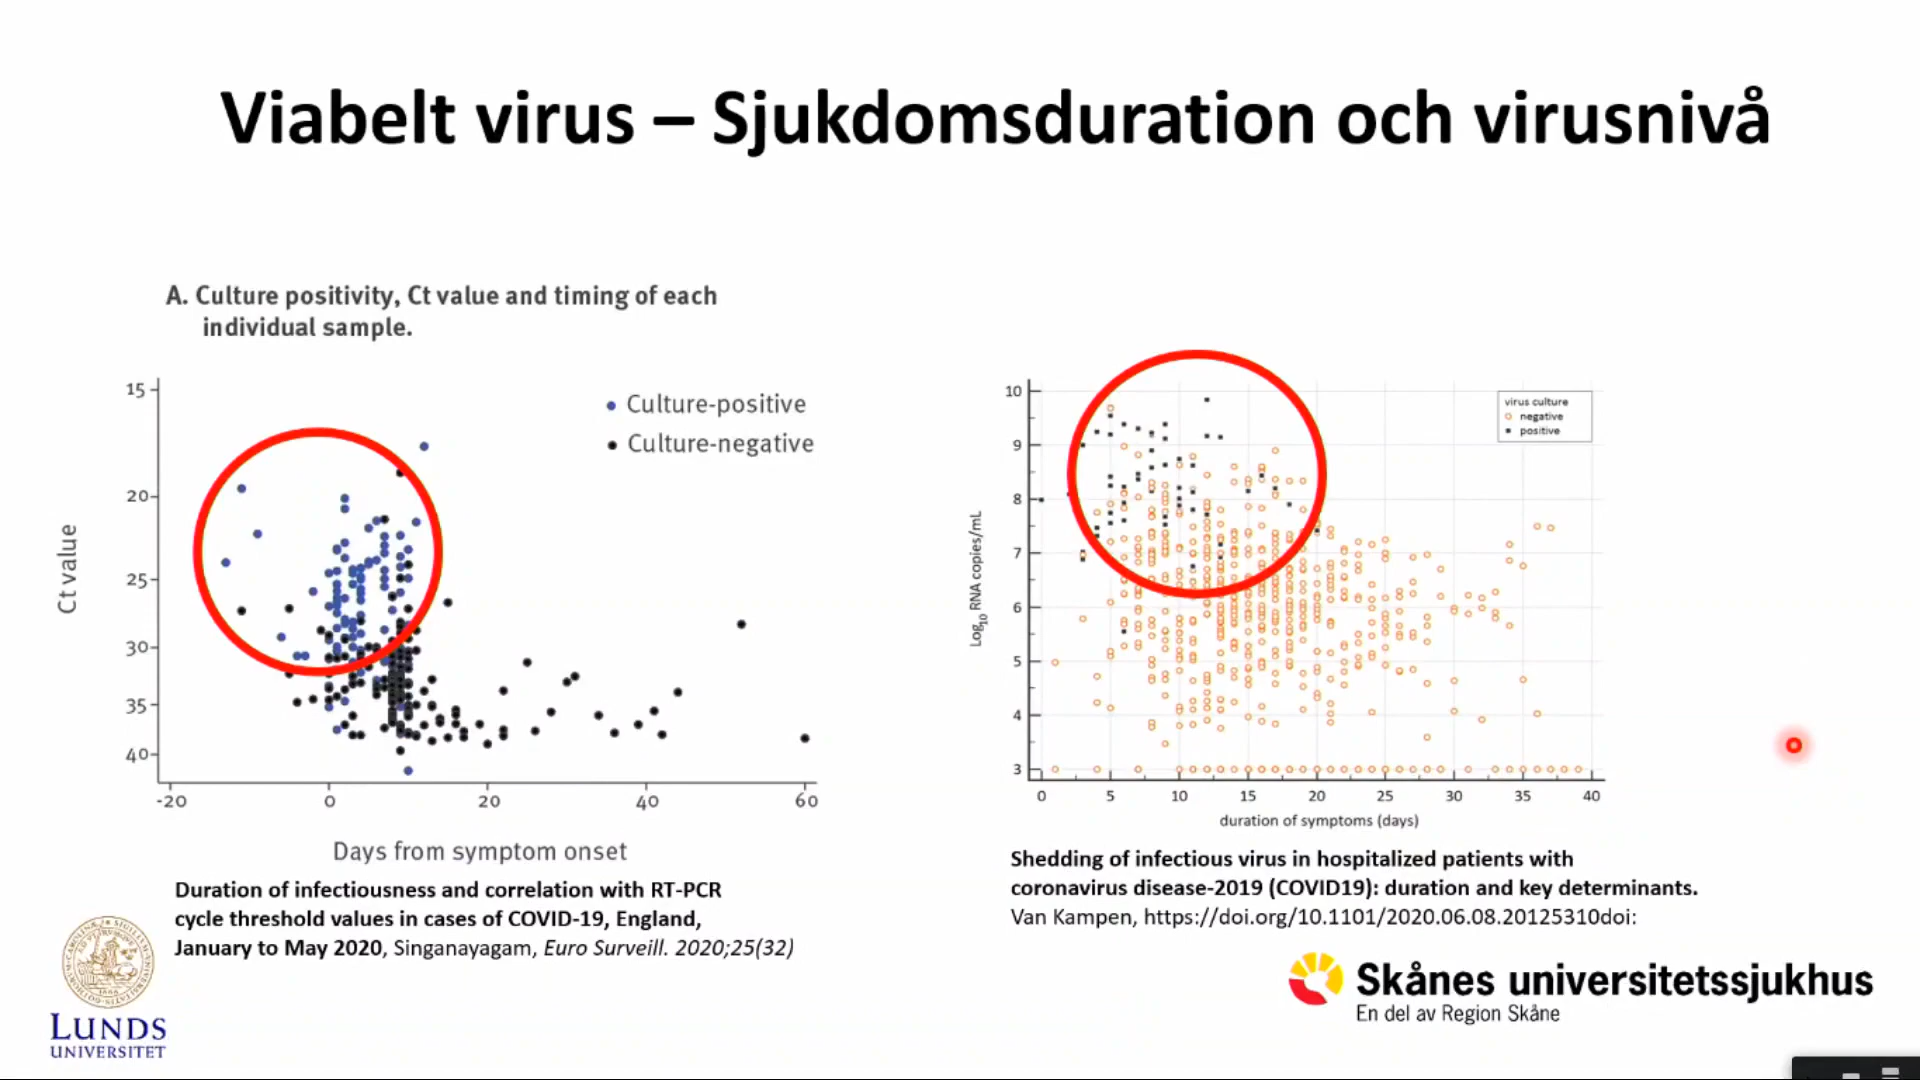 Viabelt virus – Sjukdomsduration och virusnivå
A. Culture positivity, Ct value and timing of each
individual sample.
Culture-positive
Culture-negative
15
20
25
30
35
40
Ct value
-20
0
20
40
60
Days from symptom onset
Duration of infectiousness and correlation with RT-PCR
cycle threshold values in cases of COVID-19, England,
January to May 2020, Singanayagam, Euro Surveill. 2020;25(32)
virus culture
negative
positive
10
9
8
7
6
5
4
3
Log10 RNA copies/mL
0
5
10
15
20
25
30
35
40
duration of symptoms (days)
Shedding of infectious virus in hospitalized patients with
coronavirus disease-2019 (COVID19): duration and key determinants.
Van Kampen, https://doi.org/10.1101/2020.06.08.20125310doi:
LUNDS
UNIVERSITET
Skånes universitetssjukhus
En del av Region Skåne